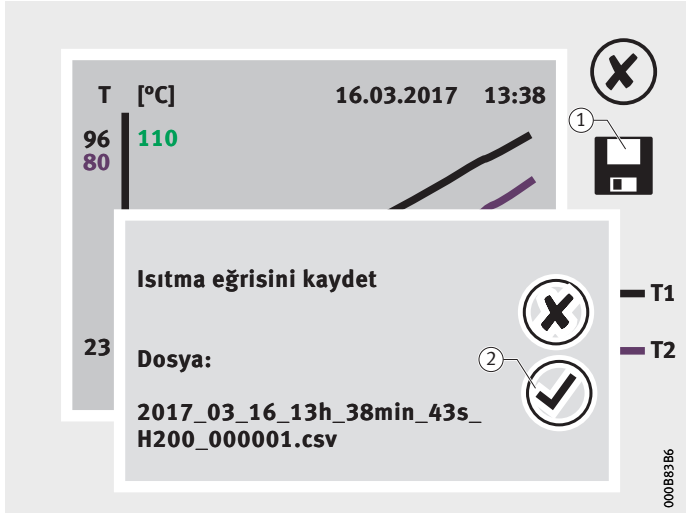 T [°C] 16.03.2017 13:38
1
96 110
80
Isıtma eğrisini kaydet
T1
23
Dosya:
2
T2
2017_03_16_13h_38min_43s_
H200_000001.csv
000B83B6